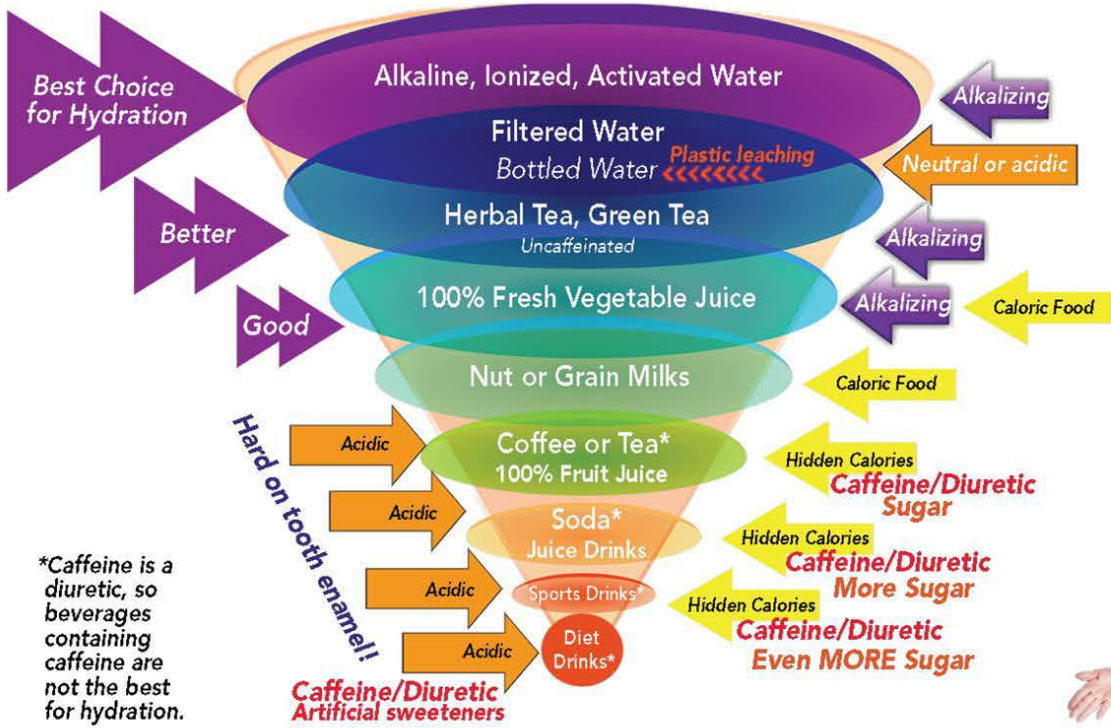 Best Choice
for Hydration
Alkaline, Ionized, Activated Water
Alkalizing
Filtered Water
Bottled Water
Plastic leaching
Neutral or acidic
Better
Herbal Tea, Green Tea
Uncaffeinated
Alkalizing
Good
100% Fresh Vegetable Juice
Alkalizing
Caloric Food
Nut or Grain Milks
Caloric Food
Hard on tooth enamel!
Acidic
Coffee or Tea*
100% Fruit Juice
Hidden Calories
Caffeine/Diuretic
Sugar
Acidic
Soda*
Juice Drinks
Hidden Calories
Caffeine/Diuretic
More Sugar
Acidic
Sports Drinks*
Hidden Calories
Caffeine/Diuretic
Even MORE Sugar
Acidic
Diet
Drinks*
Caffeine/Diuretic
Artificial sweeteners
*Caffeine is a
diuretic, so
beverages
containing
caffeine are
not the best
for hydration.